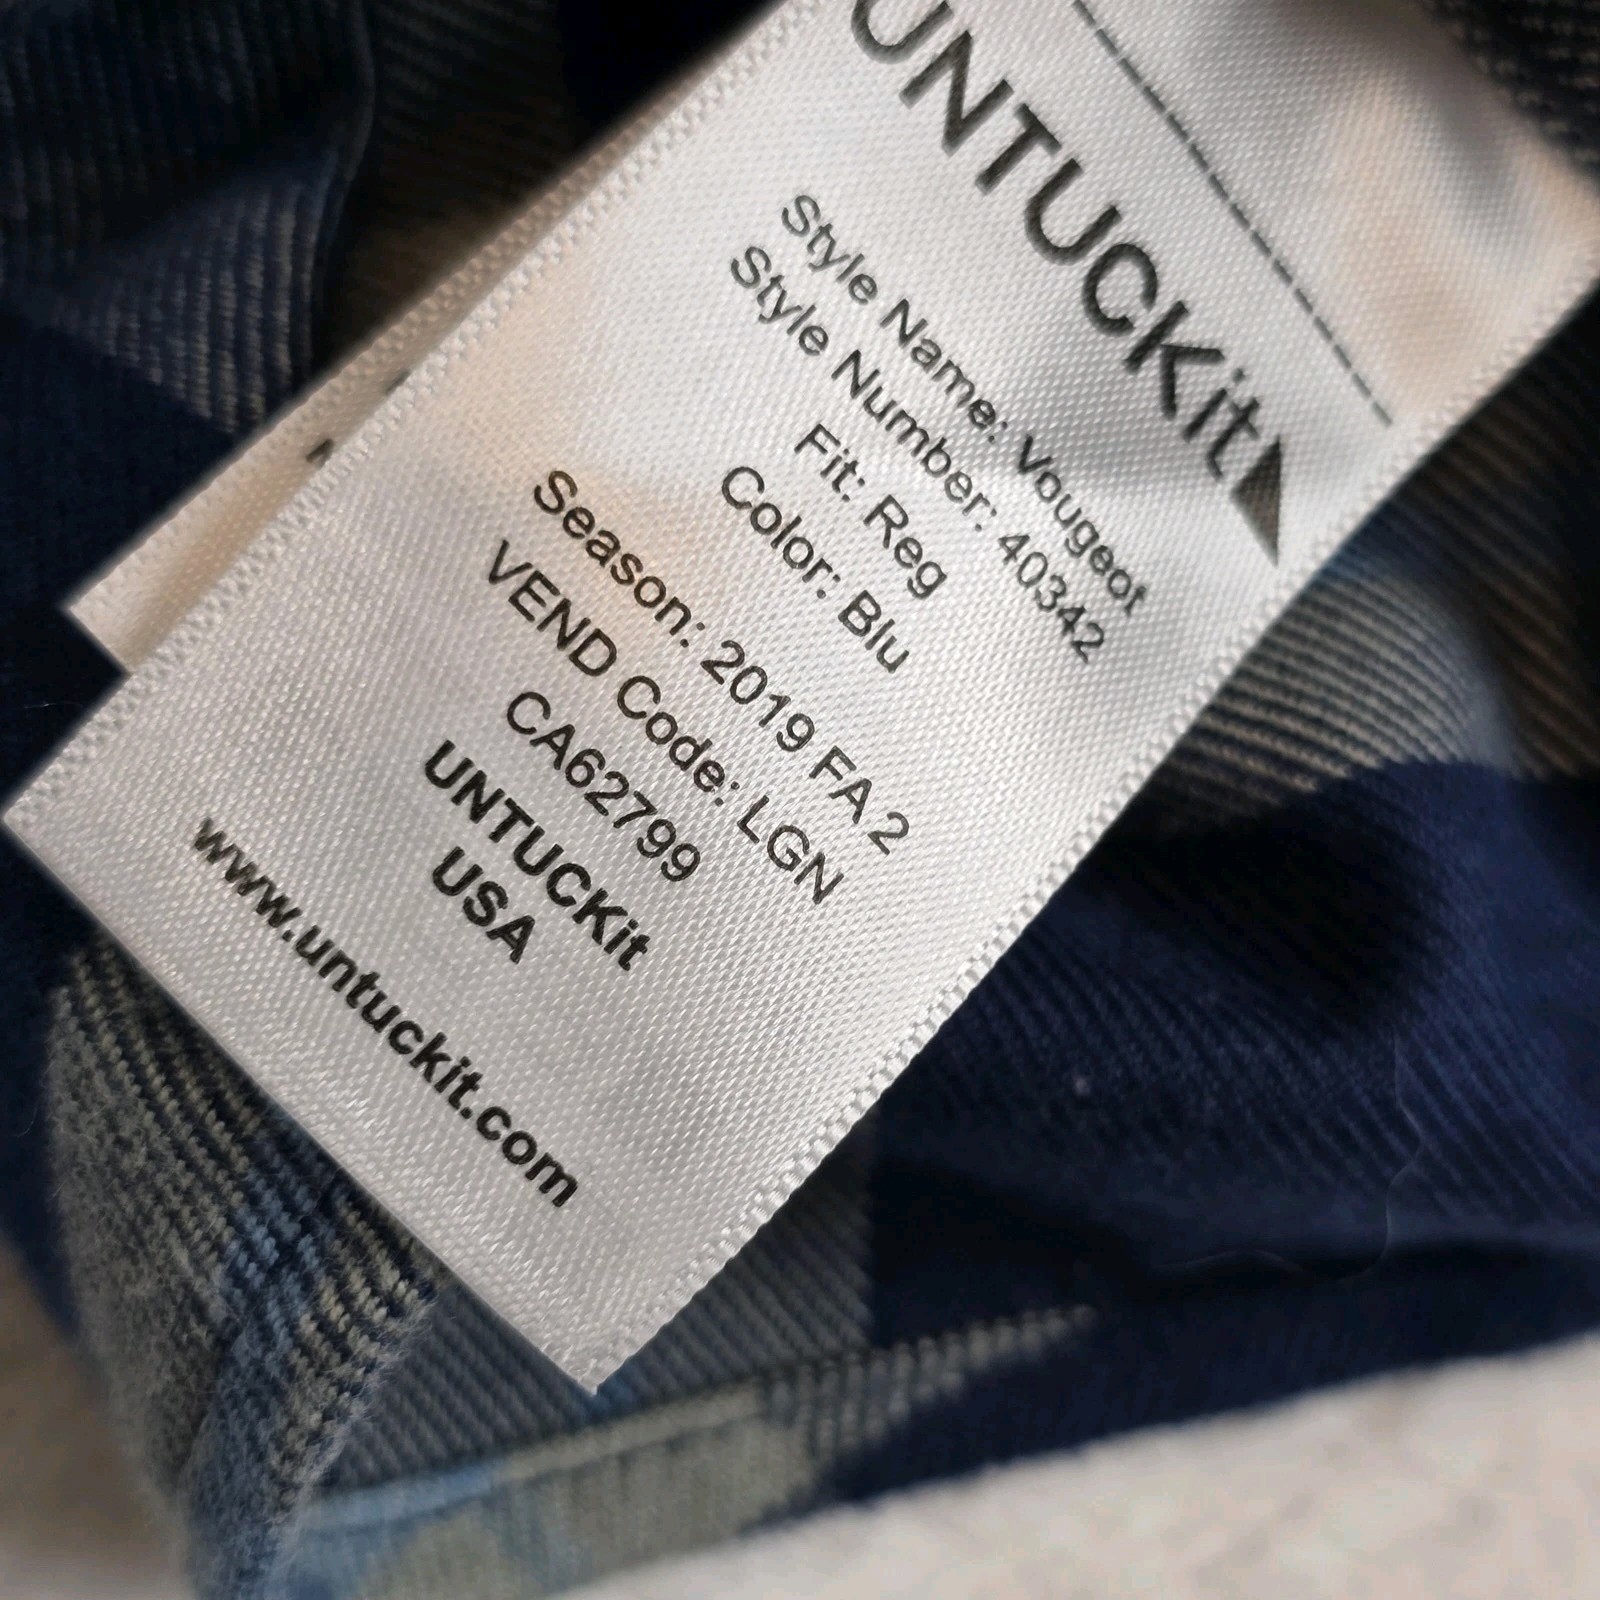 UNTUCKit
Style Name: Vougeot
Style Number: 40342
Fit: Reg
Color: Blu
Season: 2019 FA 2
VEND Code: LGN
CA62799
UNTUCKit
USA
www.untuckit.com